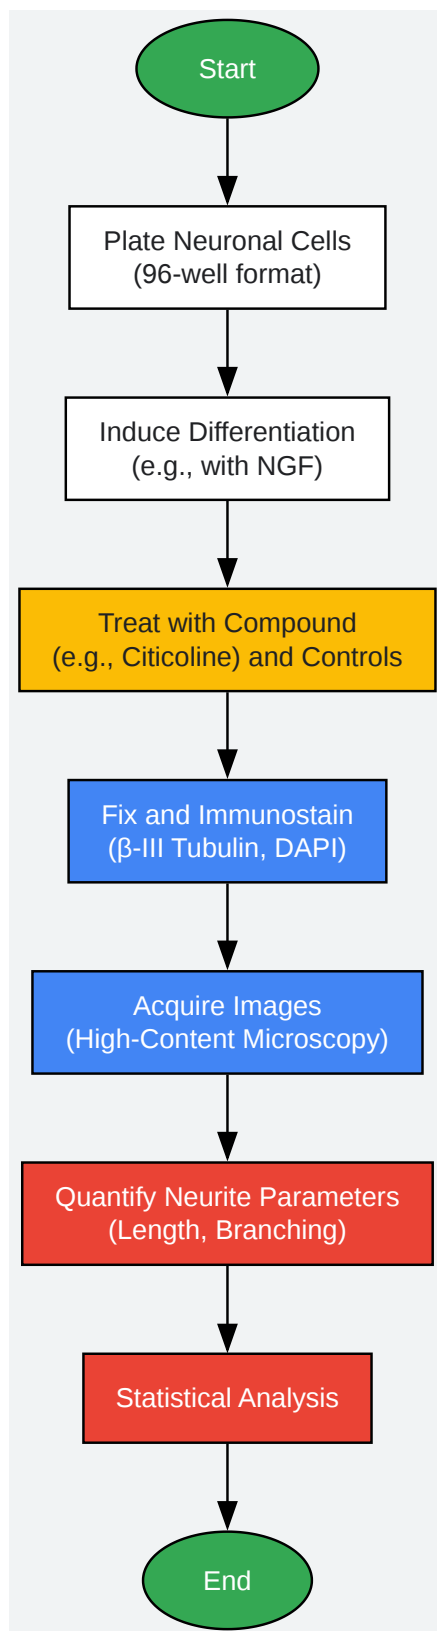 Start
Plate Neuronal Cells
(96-well format)
Induce Differentiation
(e.g., with NGF)
Treat with Compound
(e.g., Citicoline) and Controls
Fix and Immunostain
(β-III Tubulin, DAPI)
Acquire Images
(High-Content Microscopy)
Quantify Neurite Parameters
(Length, Branching)
Statistical Analysis
End